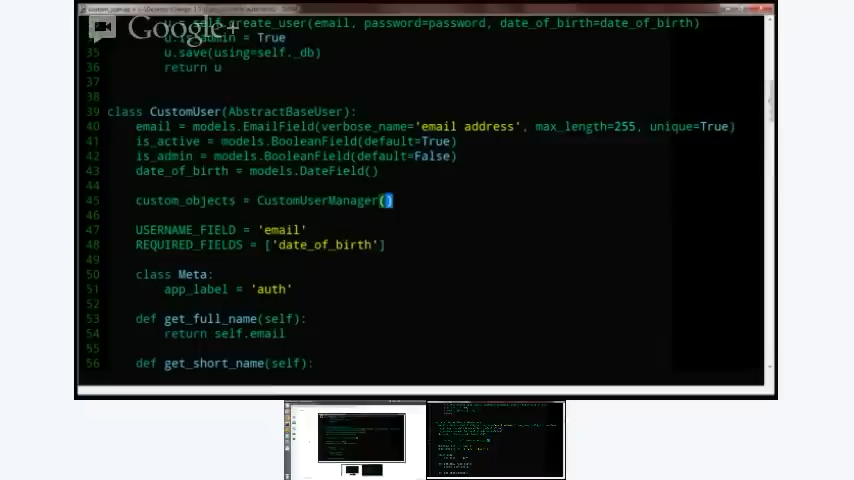 u = self.create_user(email, password=password, date_of_birth=date_of_birth)
Google+
u.is_admin = True
35 u.save(using=self._db)
36 return u
37
38
39 class CustomUser(AbstractBaseUser):
40 email = models.EmailField(verbose_name='email address', max_length=255, unique=True)
41 is_active = models.BooleanField(default=True)
42 is_admin = models.BooleanField(default=False)
43 date_of_birth = models.DateField()
44
45 custom_objects = CustomUserManager()
46
47 USERNAME_FIELD = 'email'
48 REQUIRED_FIELDS = ['date_of_birth']
49
50 class Meta:
51 app_label = 'auth'
52
53 def get_full_name(self):
54 return self.email
55
56 def get_short_name(self):